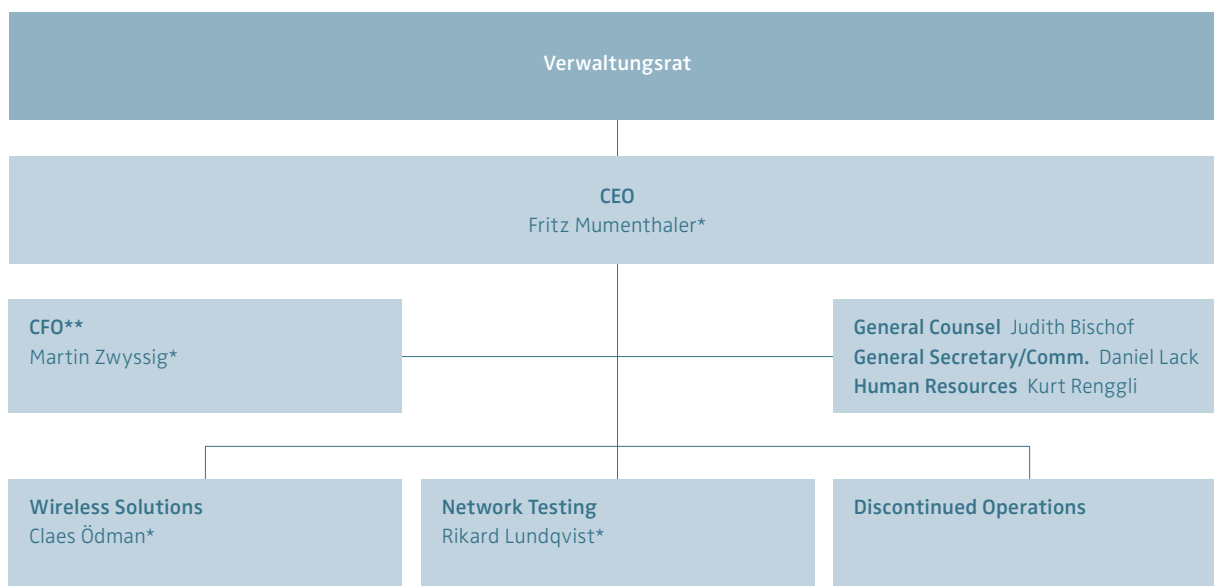 Verwaltungsrat
CEO
Fritz Mumenthaler*
CFO**
Martin Zwyssig*
General Counsel Judith Bischof
General Secretary/Comm. Daniel Lack
Human Resources Kurt Renggli
Wireless Solutions
Claes Ödman*
Network Testing
Rikard Lundqvist*
Discontinued Operations